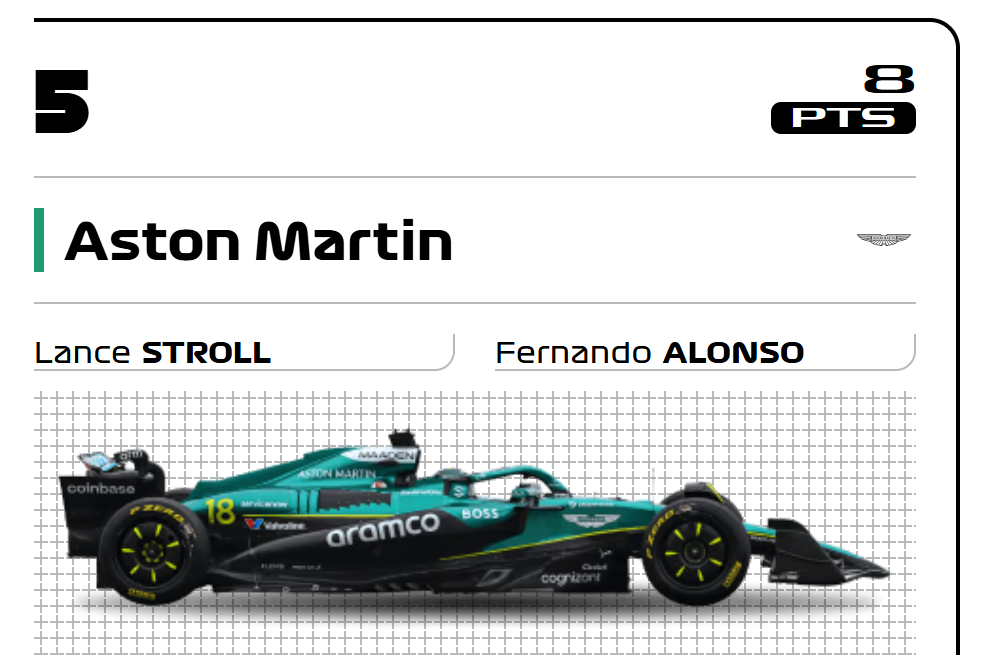 5
8
PTS
Aston Martin
Lance STROLL
Fernando ALONSO
MAADEN
ASTON MARTIN
coinbase
P ZERO
18
servicenow
Valvoline
aramco
BOSS
P ZERO
cognizant